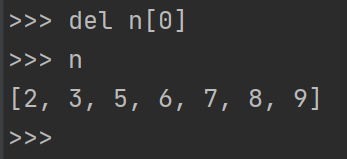 >>> del n[0]
>>> n
[2, 3, 5, 6, 7, 8, 9]
>>>